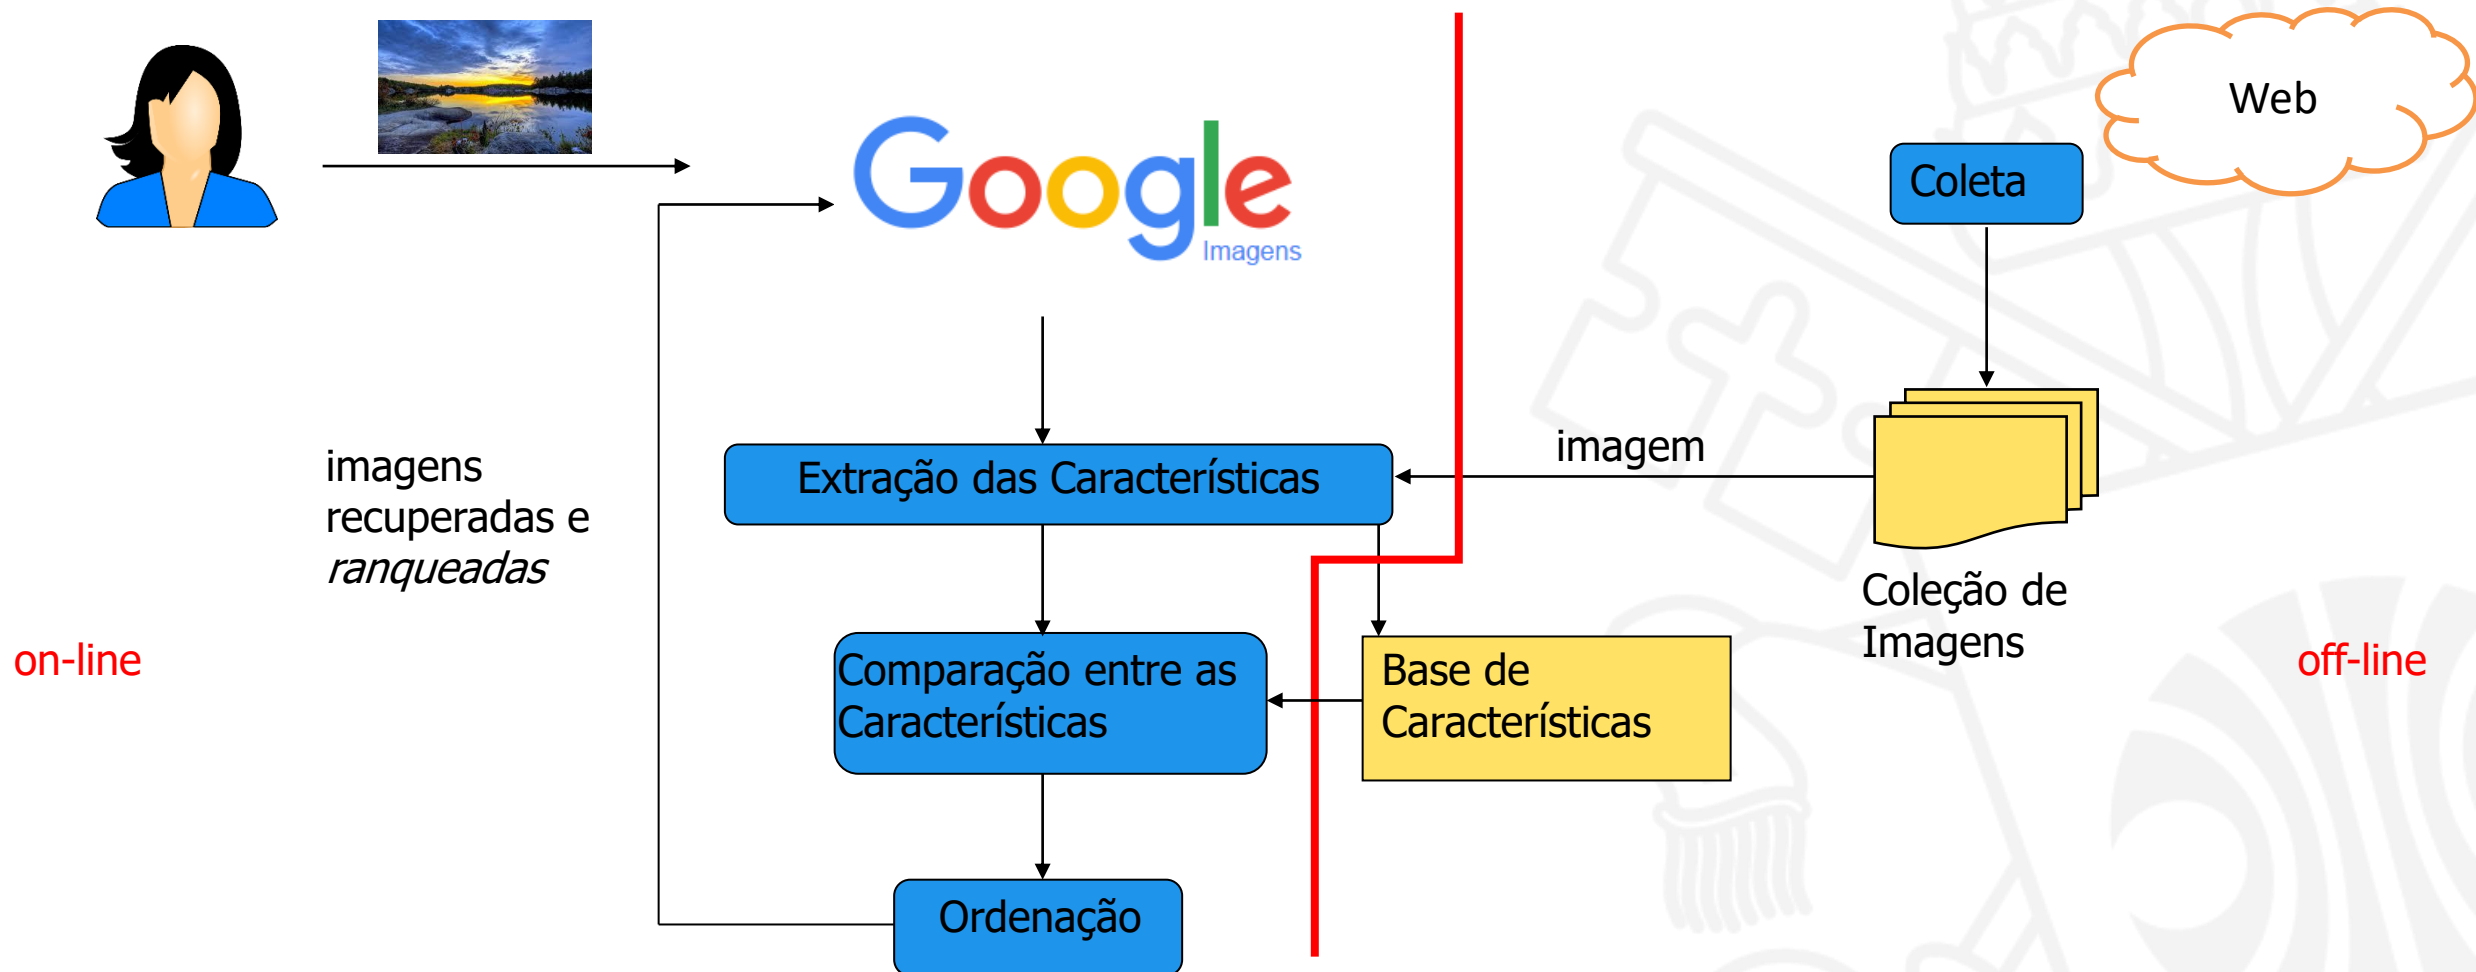 Web
Coleta
Google
Imagens
imagem
Extração das Características
imagens
recuperadas e
ranqueadas
Coleção de
Imagens
on-line
off-line
Comparação entre as
Características
Base de
Características
Ordenação